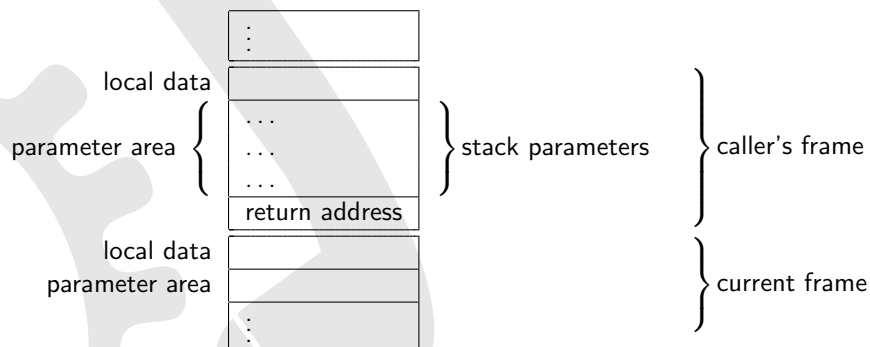 ⋮
local data
parameter area
...
...
...
stack parameters
caller's frame
return address
local data
parameter area
current frame
⋮